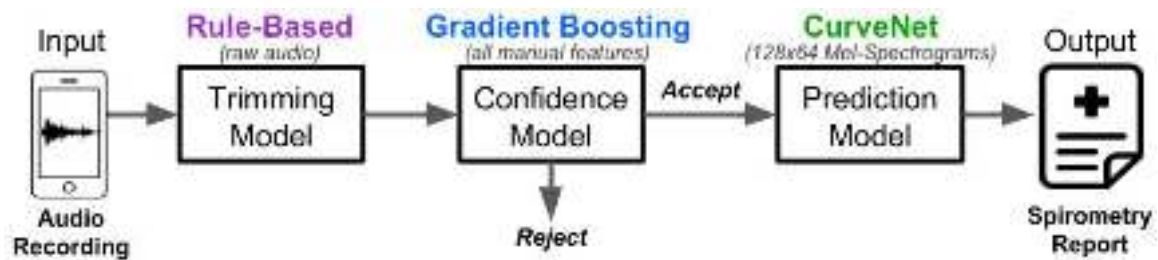 Input
Audio
Recording
Rule-Based
(raw audio)
Trimming
Model
Gradient Boosting
(all manual features)
Confidence
Model
Accept
Reject
CurveNet
(128x64 Mel-Spectrograms)
Prediction
Model
Output
Spirometry
Report